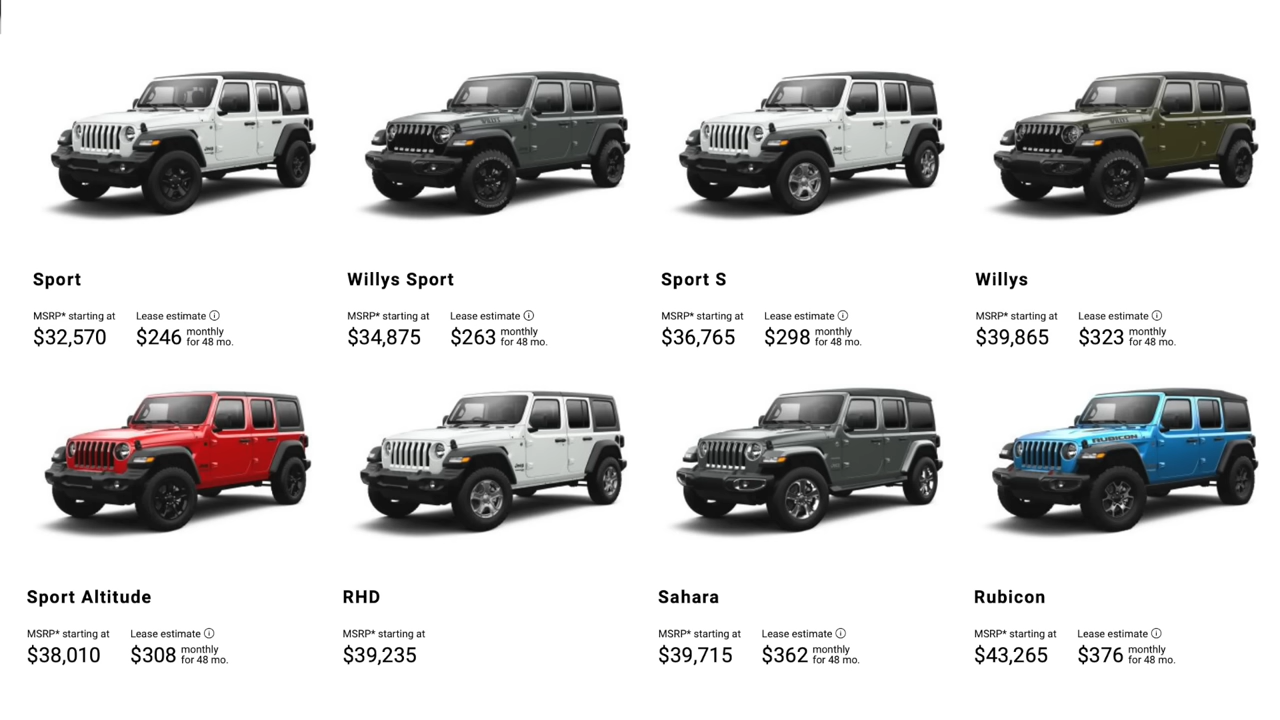 Sport
Willys Sport
Sport S
Willys
MSRP* starting at
Lease estimate ⓘ
MSRP* starting at
Lease estimate ⓘ
MSRP* starting at
Lease estimate ⓘ
MSRP* starting at
Lease estimate ⓘ
$32,570
$246 monthly
for 48 mo.
$34,875
$263 monthly
for 48 mo.
$36,765
$298 monthly
for 48 mo.
$39,865
$323 monthly
for 48 mo.
RUBICON
Sport Altitude
RHD
Sahara
Rubicon
MSRP* starting at
Lease estimate ⓘ
MSRP* starting at
MSRP* starting at
Lease estimate ⓘ
MSRP* starting at
Lease estimate ⓘ
$38,010
$308 monthly
for 48 mo.
$39,235
$39,715
$362 monthly
for 48 mo.
$43,265
$376 monthly
for 48 mo.